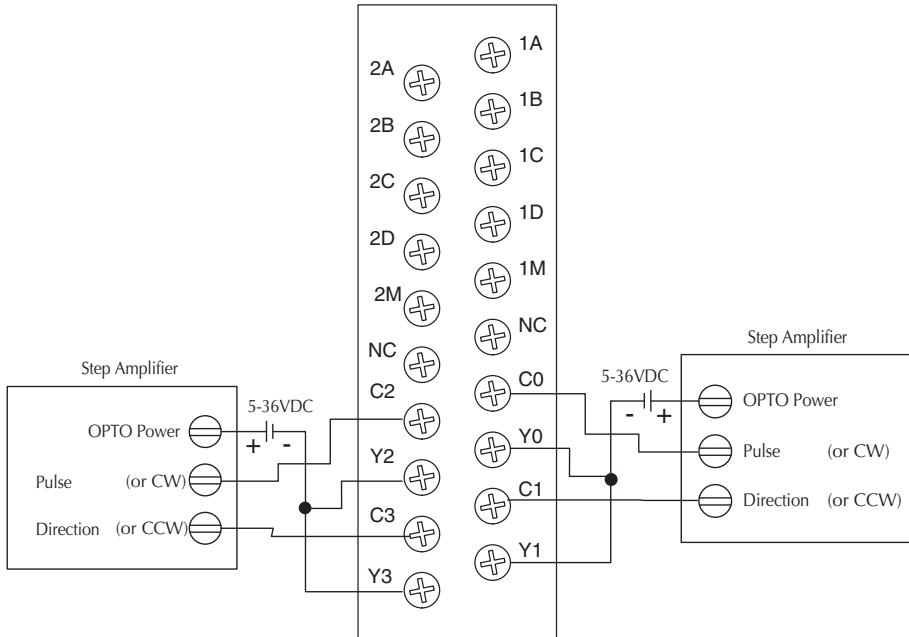 1A
2A
1B
2B
1C
2C
1D
2D
1M
2M
NC
NC
Step Amplifier
OPTO Power
5-36VDC
+ -
Pulse (or CW)
Direction (or CCW)
C2
Y2
C3
Y3
C0
Y0
C1
Y1
Step Amplifier
5-36VDC
- +
OPTO Power
Pulse (or CW)
Direction (or CCW)